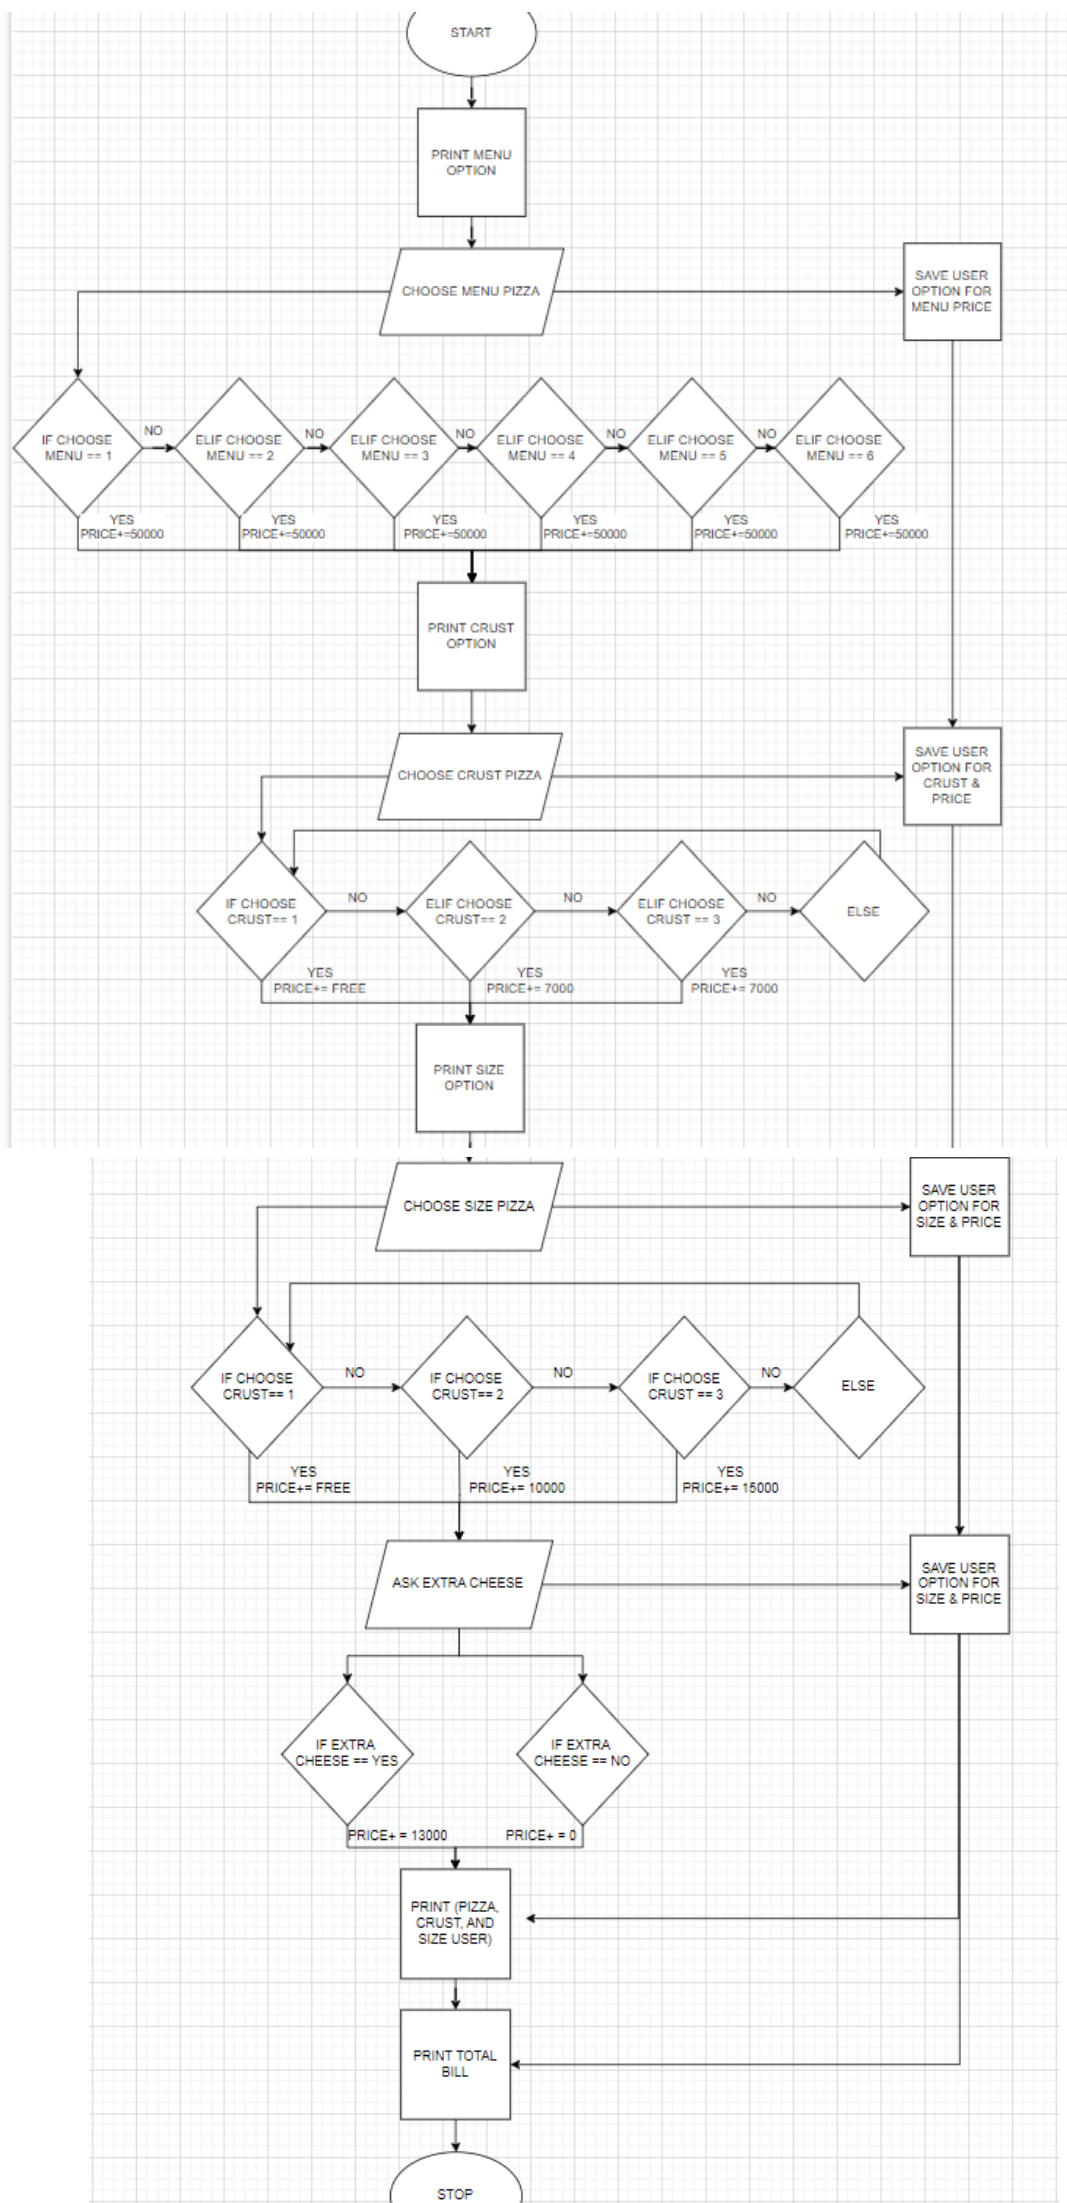 START
PRINT MENU
OPTION
CHOOSE MENU PIZZA
SAVE USER
OPTION FOR
MENU PRICE
IF CHOOSE
MENU == 1
NO
ELIF CHOOSE
MENU == 2
NO
ELIF CHOOSE
MENU == 3
NO
ELIF CHOOSE
MENU == 4
NO
ELIF CHOOSE
MENU == 5
NO
ELIF CHOOSE
MENU == 6
YES
PRICE+=50000
YES
PRICE+=50000
YES
PRICE+=50000
YES
PRICE+=50000
YES
PRICE+=50000
YES
PRICE+=50000
PRINT CRUST
OPTION
CHOOSE CRUST PIZZA
SAVE USER
OPTION FOR
CRUST &
PRICE
IF CHOOSE
CRUST== 1
NO
ELIF CHOOSE
CRUST== 2
NO
ELIF CHOOSE
CRUST == 3
NO
ELSE
YES
PRICE+= FREE
YES
PRICE+= 7000
YES
PRICE+= 7000
PRINT SIZE
OPTION
CHOOSE SIZE PIZZA
SAVE USER
OPTION FOR
SIZE & PRICE
IF CHOOSE
CRUST== 1
NO
IF CHOOSE
CRUST== 2
NO
IF CHOOSE
CRUST == 3
NO
ELSE
YES
PRICE+= FREE
YES
PRICE+= 10000
YES
PRICE+= 15000
ASK EXTRA CHEESE
SAVE USER
OPTION FOR
SIZE & PRICE
IF EXTRA
CHEESE == YES
IF EXTRA
CHEESE == NO
PRICE+ = 13000
PRICE+ = 0
PRINT (PIZZA,
CRUST, AND
SIZE USER)
PRINT TOTAL
BILL
STOP